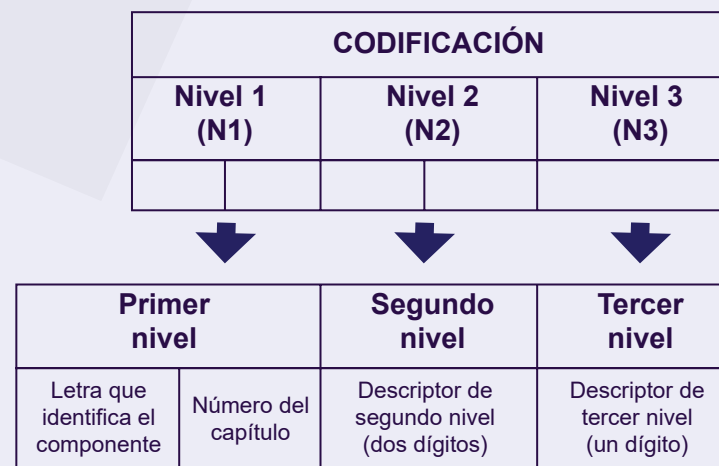 CODIFICACIÓN
Nivel 1
(N1)
Nivel 2
(N2)
Nivel 3
(N3)
Primer
nivel
Segundo
nivel
Tercer
nivel
Letra que
identifica el
componente
Número del
capítulo
Descriptor de
segundo nivel
(dos dígitos)
Descriptor de
tercer nivel
(un dígito)